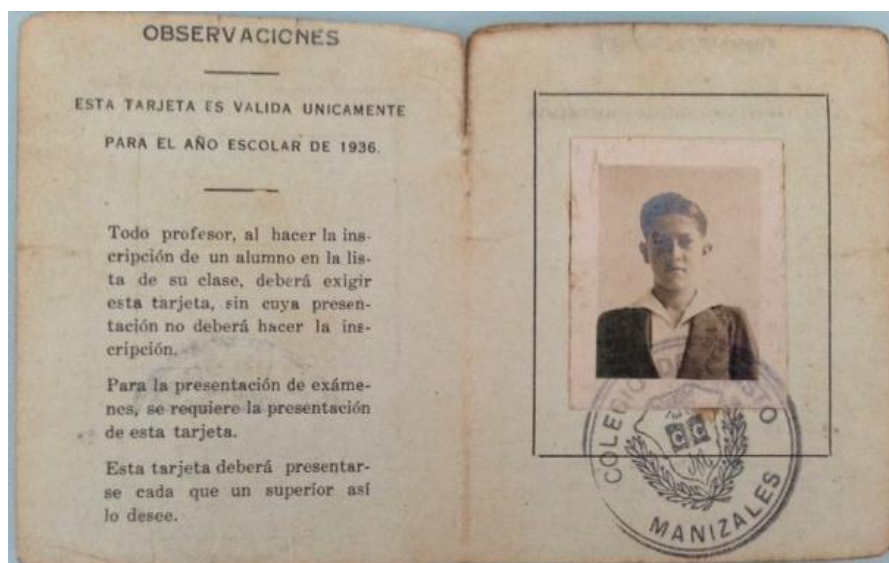 OBSERVACIONES
ESTA TARJETA ES VALIDA UNICAMENTE
PARA EL AÑO ESCOLAR DE 1936.
Todo profesor, al hacer la ins-
cripción de un alumno en la lis-
ta de su clase, deberá exigir
esta tarjeta, sin cuya presen-
tación no deberá hacer la ins-
cripción.
Para la presentación de exáme-
nes, se requiere la presentación
de esta tarjeta.
Esta tarjeta deberá presentar-
se cada que un superior así
lo desee.
COLEGIO DE
MANIZALES